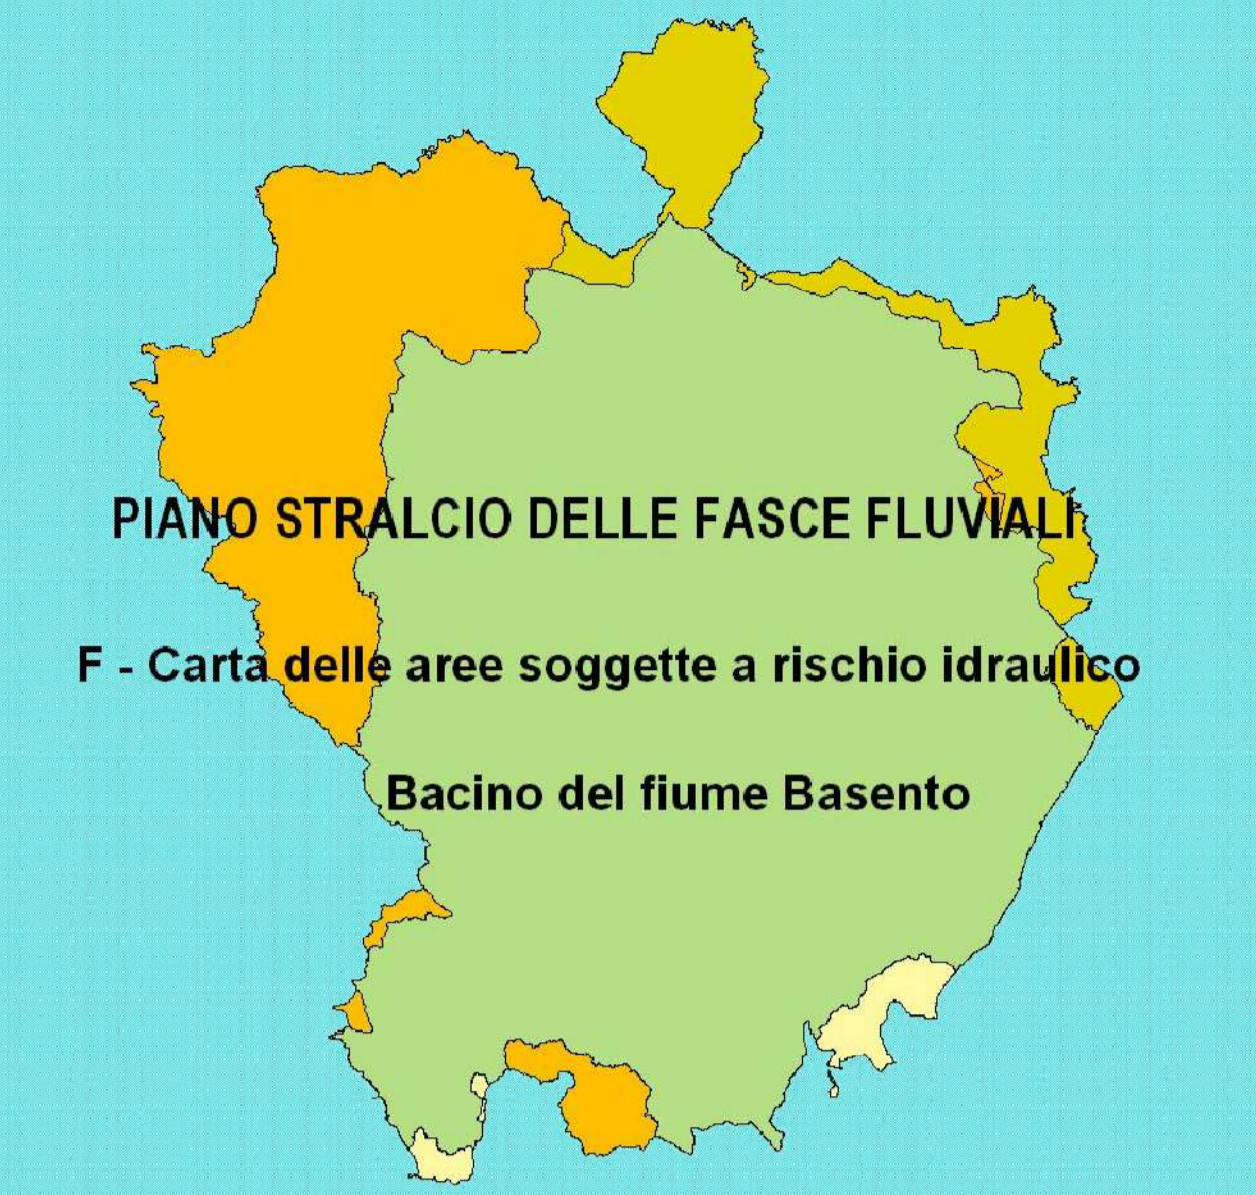 PIANO STRALCIO DELLE FASCE FLUVIALI
F - Carta delle aree soggette a rischio idraulico
Bacino del fiume Basento